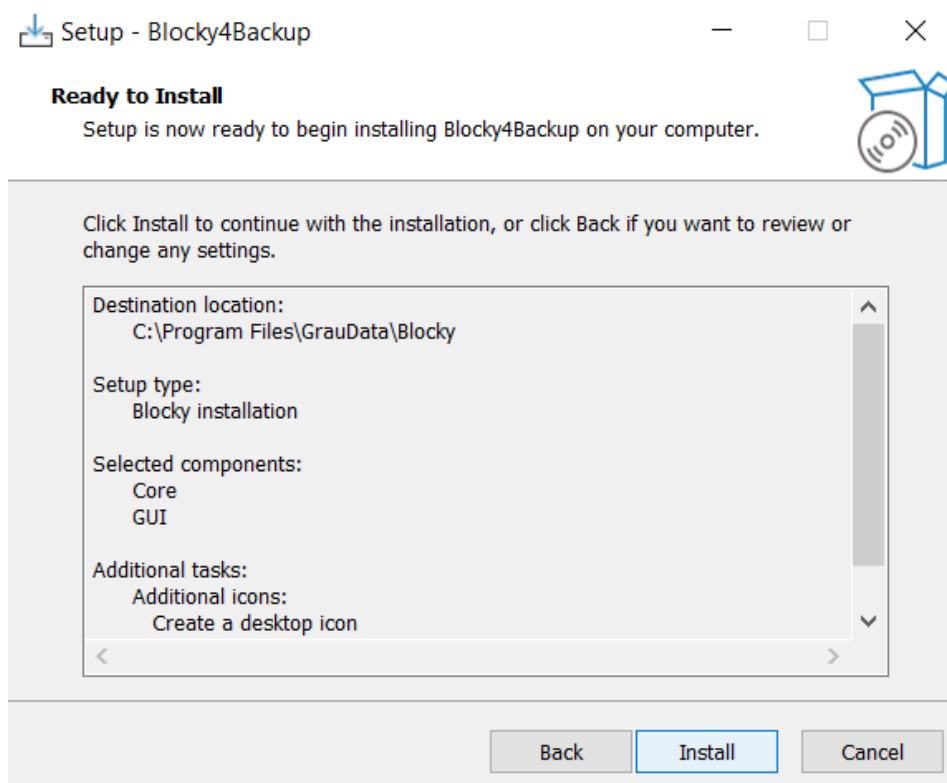 Setup - Blocky4Backup
Ready to Install
Setup is now ready to begin installing Blocky4Backup on your computer.
Click Install to continue with the installation, or click Back if you want to review or
change any settings.
Destination location:
C:\Program Files\GrauData\Blocky
Setup type:
Blocky installation
Selected components:
Core
GUI
Additional tasks:
Additional icons:
Create a desktop icon
Back
Install
Cancel